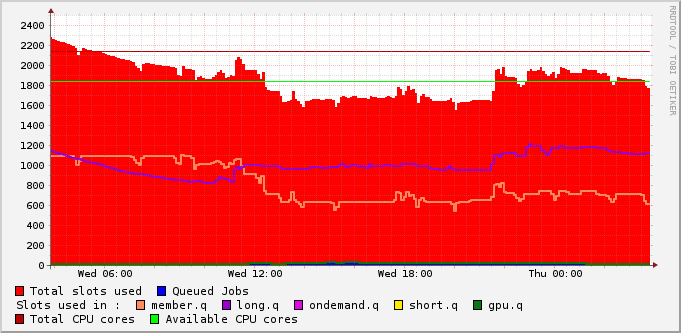 RRDTOOL / TOBI OETIKER
2400
2200
2000
1800
1600
1400
1200
1000
800
600
400
200
0
Wed 06:00 Wed 12:00 Wed 18:00 Thu 00:00
Total slots used Queued Jobs
Slots used in : member.q long.q ondemand.q short.q gpu.q
Total CPU cores Available CPU cores